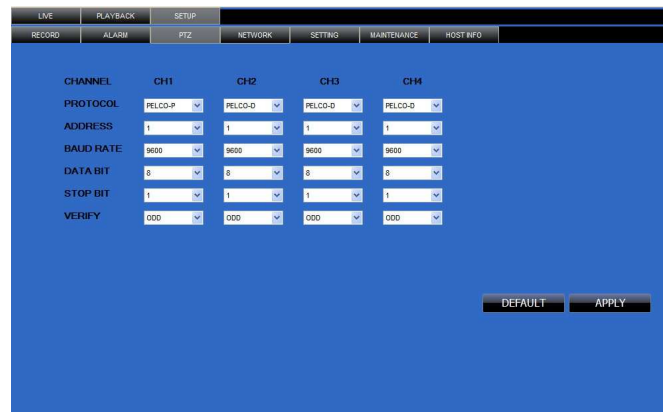 LIVE PLAYBACK SETUP
RECORD ALARM PTZ NETWORK SETTING MAINTENANCE HOST INFO
CHANNEL CH1 CH2 CH3 CH4
PROTOCOL PELCO-P PELCO-D PELCO-D PELCO-D
ADDRESS 1 1 1 1
BAUD RATE 9600 9600 9600 9600
DATA BIT 8 8 8 8
STOP BIT 1 1 1 1
VERIFY ODD ODD ODD ODD
DEFAULT APPLY